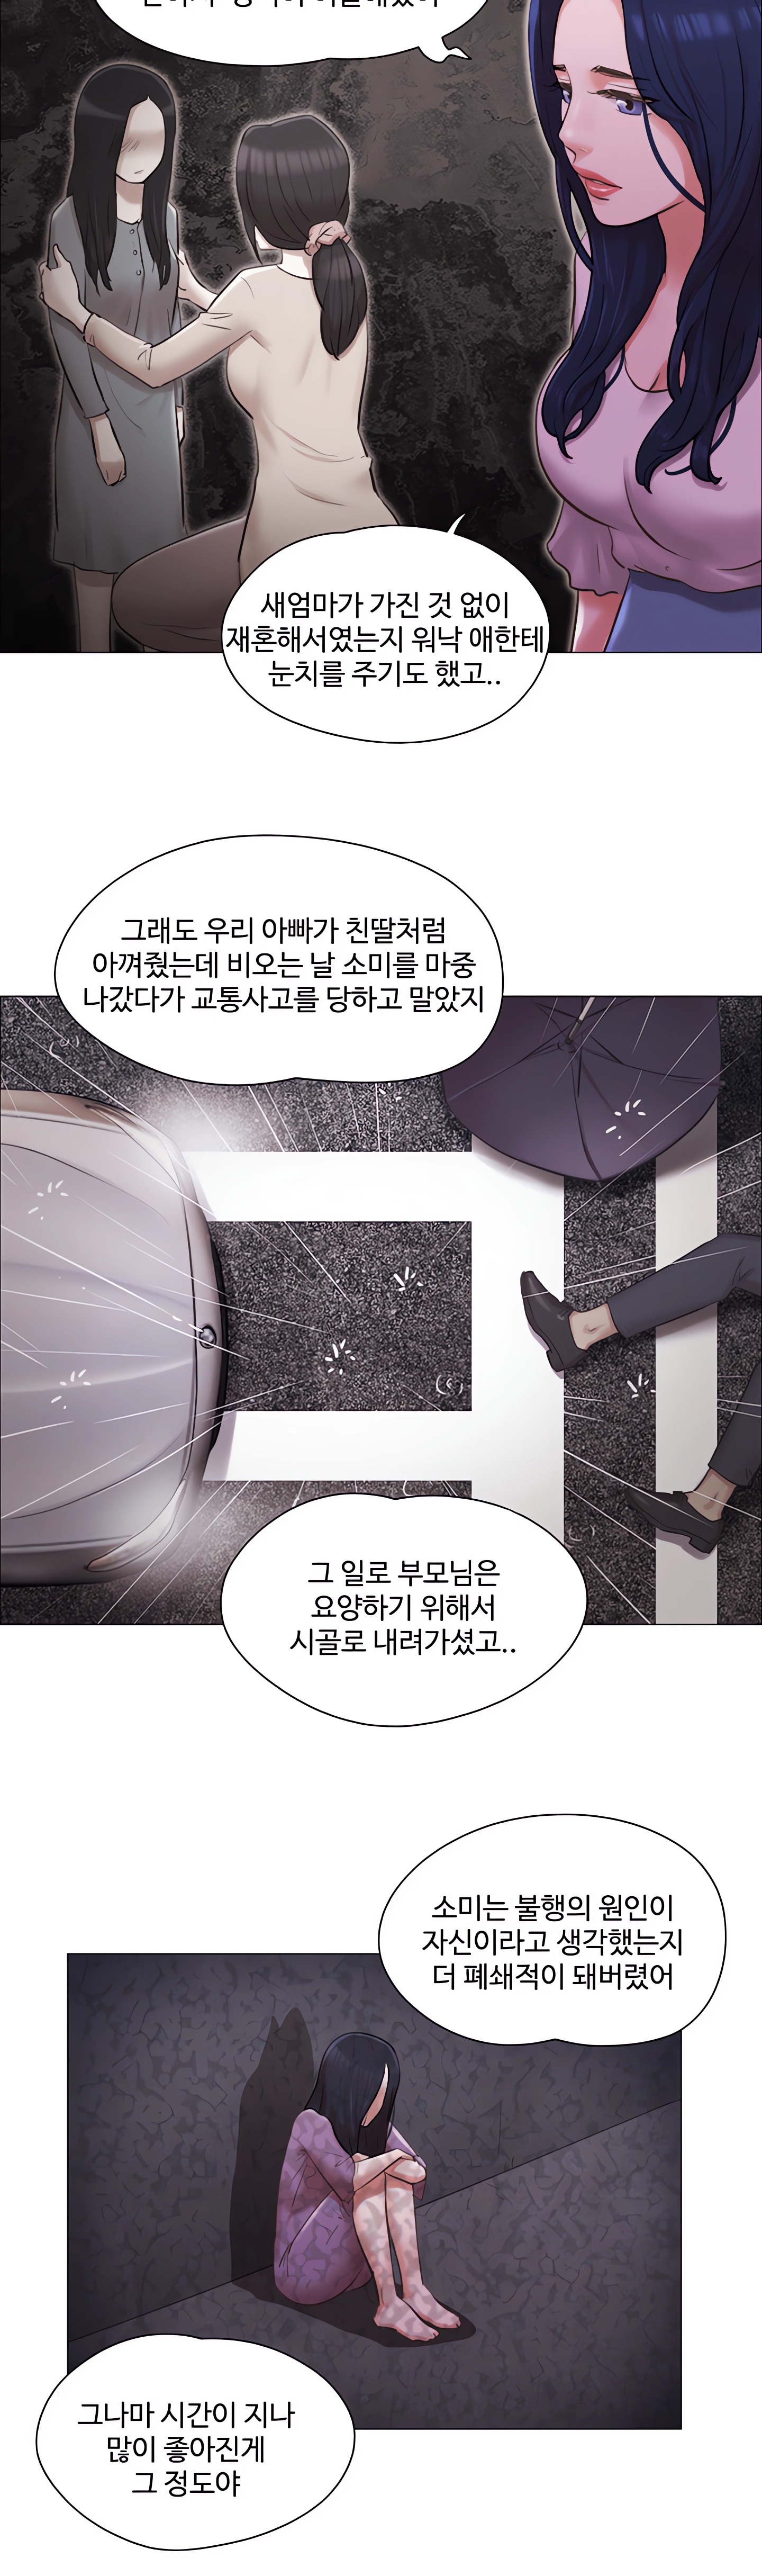 새엄마가 가진 것 없이
재혼해서였는지 워낙 애한테
눈치를 주기도 했고..
그래도 우리 아빠가 친딸처럼
아껴줬는데 비오는 날 소미를 마중
나갔다가 교통사고를 당하고 말았지
그 일로 부모님은
요양하기 위해서
시골로 내려가셨고..
소미는 불행의 원인이
자신이라고 생각했는지
더 폐쇄적이 돼버렸어
그나마 시간이 지나
많이 좋아진게
그 정도야